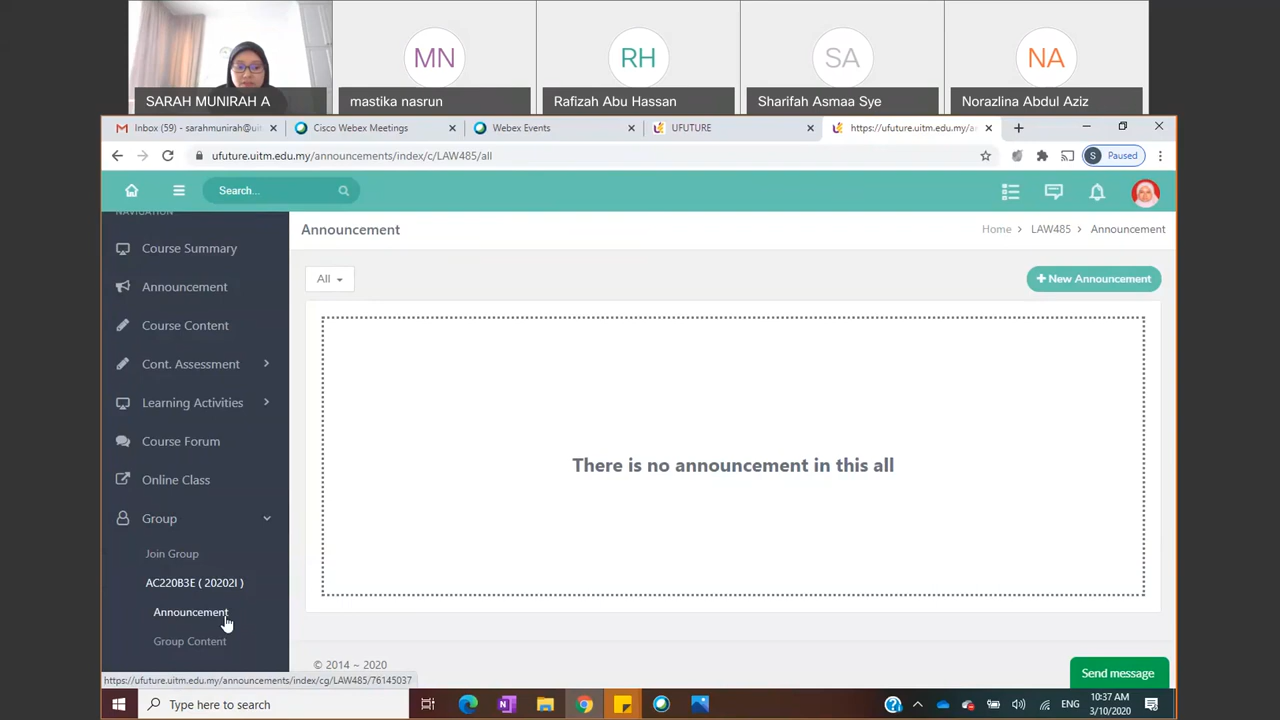 MN
RH
SA
NA
SARAH MUNIRAH A
mastika nasrun
Rafizah Abu Hassan
Sharifah Asmaa Sye
Norazlina Abdul Aziz
Inbox (59) - sarahmunirah@ui
Cisco Webex Meetings
Webex Events
UFUTURE
https://ufuture.uitm.edu.my/a
ufuture.uitm.edu.my/announcements/index/c/LAW485/all
S
Paused
Search...
NAVIGATION
Announcement
Home > LAW485 > Announcement
Course Summary
Announcement
Course Content
Cont. Assessment
Learning Activities
Course Forum
Online Class
Group
Join Group
AC220B3E ( 20202I )
Announcement
Group Content
All
+ New Announcement
There is no announcement in this all
© 2014 ~ 2020
Send message
https://ufuture.uitm.edu.my/announcements/index/cg/LAW485/76145037
Type here to search
ENG
10:37 AM
3/10/2020